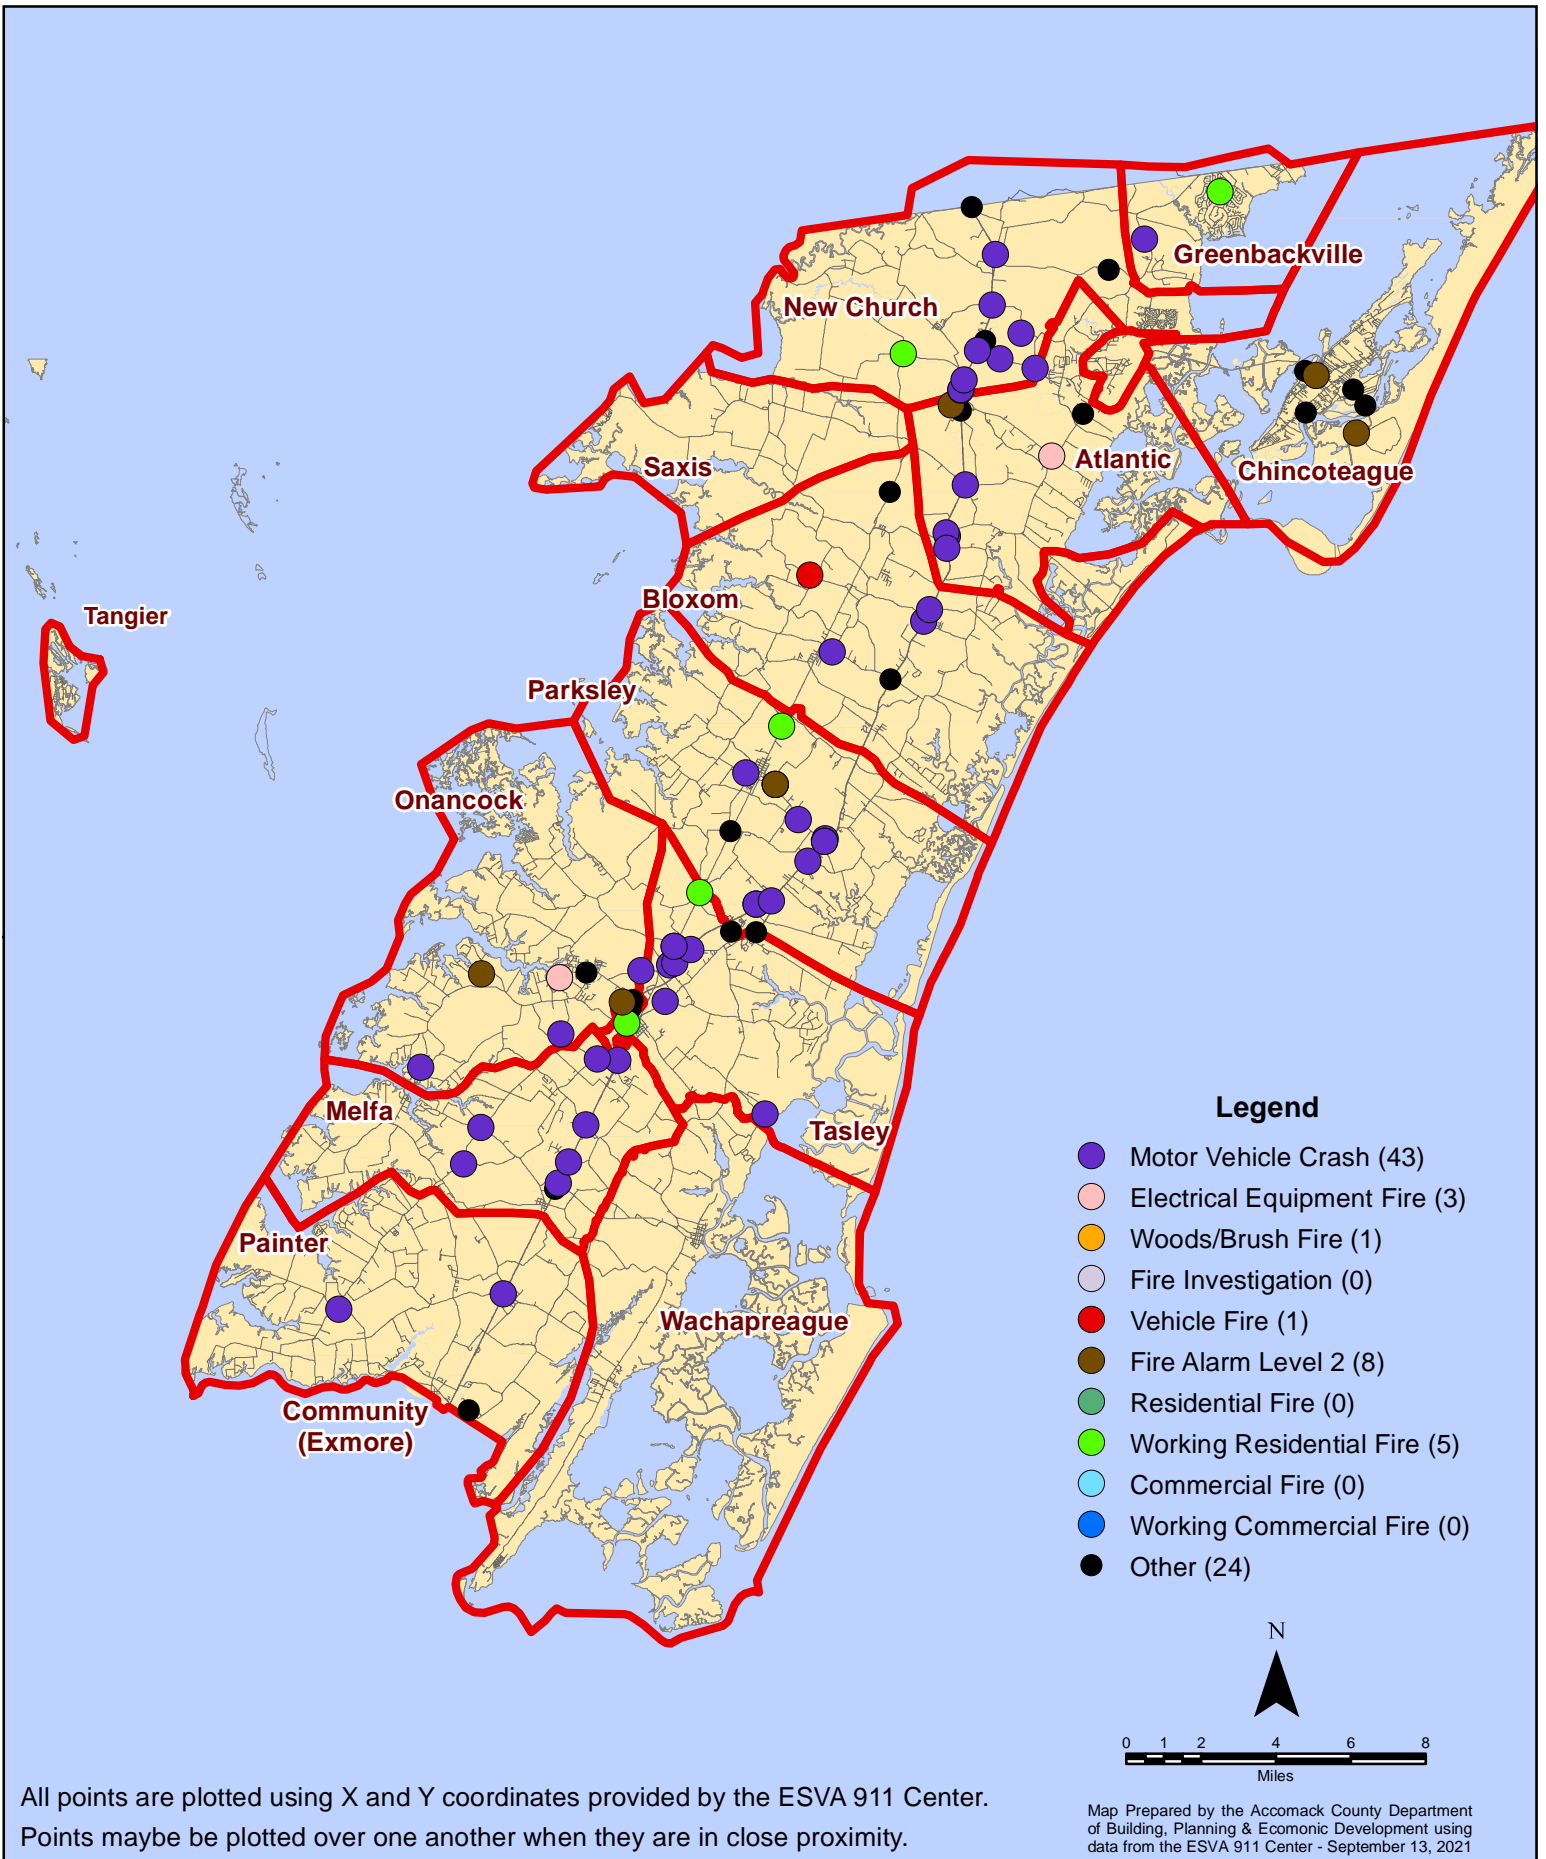 Greenbackville
New Church
Saxis
Atlantic
Chincoteague
Bloxom
Tangier
Parksley
Onancock
Melfa
Tasley
Painter
Wachapreague
Community
(Exmore)
Legend
Motor Vehicle Crash (43)
Electrical Equipment Fire (3)
Woods/Brush Fire (1)
Fire Investigation (0)
Vehicle Fire (1)
Fire Alarm Level 2 (8)
Residential Fire (0)
Working Residential Fire (5)
Commercial Fire (0)
Working Commercial Fire (0)
Other (24)
N
0 1 2 4 6 8
Miles
All points are plotted using X and Y coordinates provided by the ESVA 911 Center.
Points maybe be plotted over one another when they are in close proximity.
Map Prepared by the Accomack County Department
of Building, Planning & Ecomonic Development using
data from the ESVA 911 Center - September 13, 2021